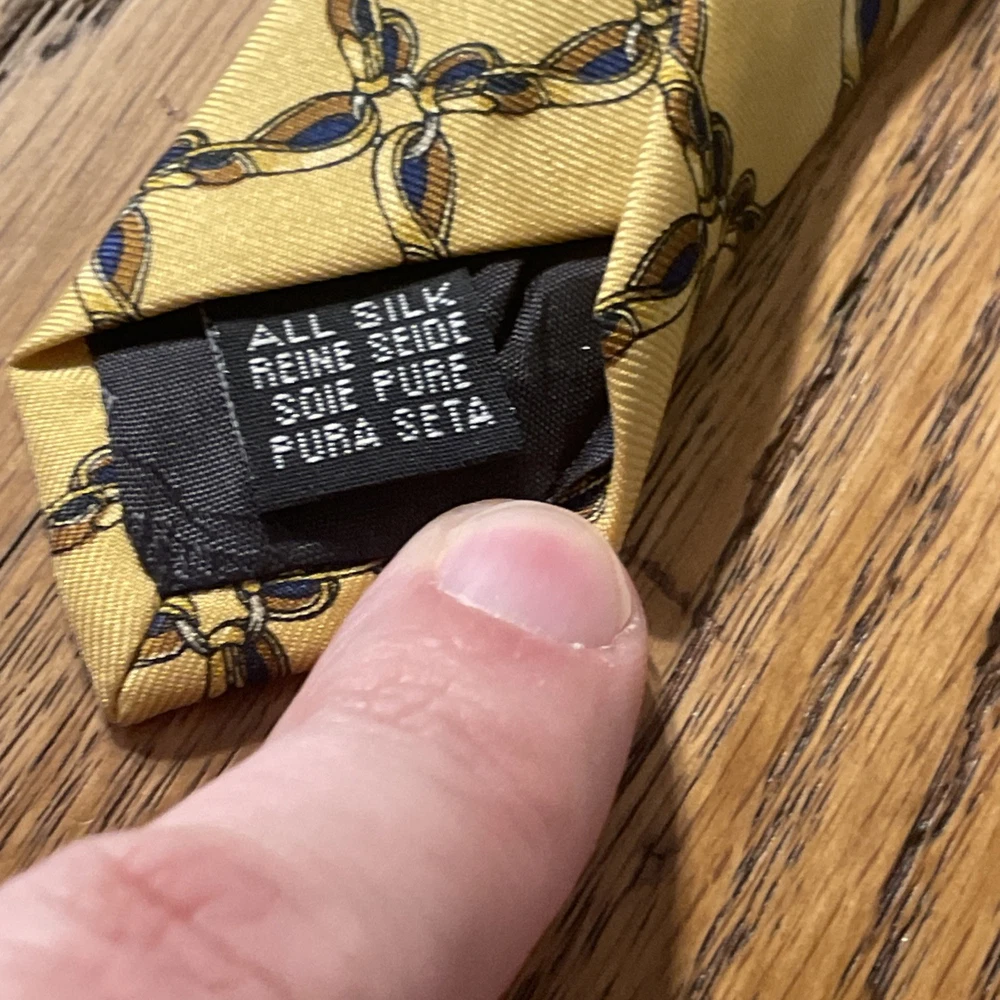 ALL SILK
REINE SEIDE
SOIE PURE
PURA SETA